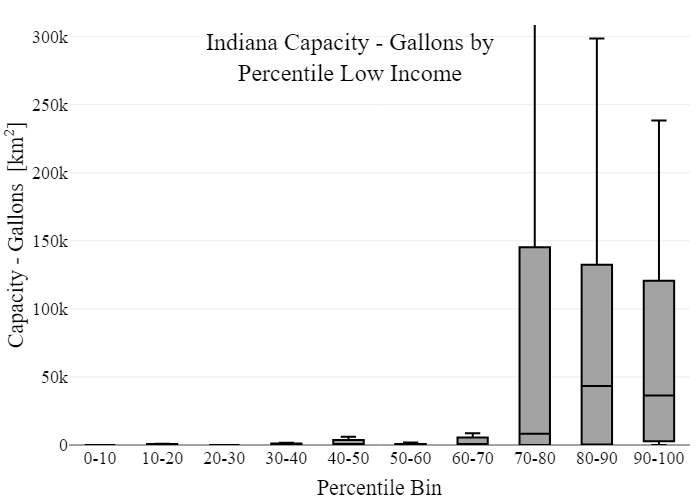 Indiana Capacity - Gallons by
Percentile Low Income
Capacity - Gallons [km²]
300k
250k
200k
150k
100k
50k
0
0-10 10-20 20-30 30-40 40-50 50-60 60-70 70-80 80-90 90-100
Percentile Bin